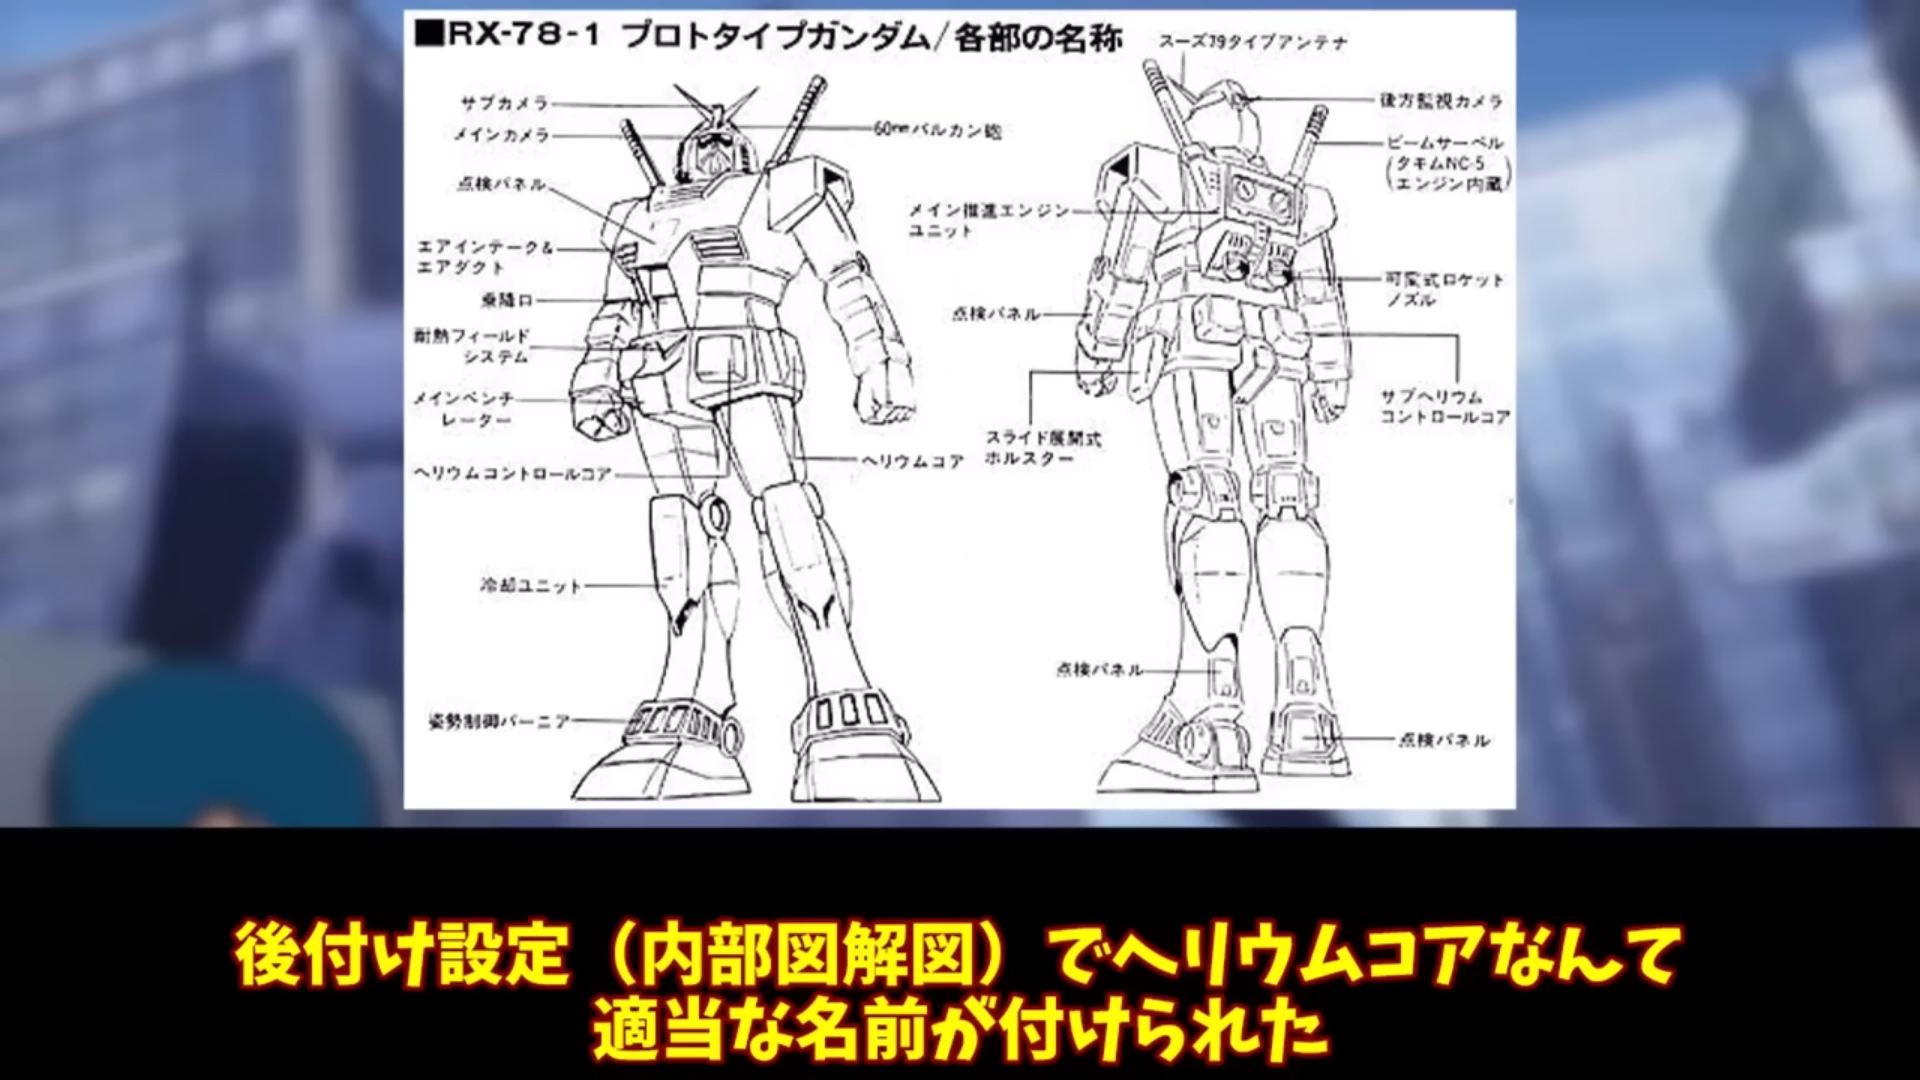 ■RX-78-1 プロトタイプガンダム/各部の名称
サブカメラ
メインカメラ
点検パネル
エアインテーク&
エアダクト
乗降口
耐熱フィールド
システム
メインベンチ
レーター
ヘリウムコントロールコア
冷却ユニット
姿勢制御バーニア
60mmバルカン砲
ヘリウムコア
スーズ79タイプアンテナ
メイン推進エンジン
ユニット
点検パネル
スライド展開式
ホルスター
点検パネル
後方監視カメラ
ビームサーベル
(タキムNC-5
エンジン内蔵)
可変式ロケット
ノズル
サブヘリウム
コントロールコア
点検パネル
後付け設定（内部図解図）でヘリウムコアなんて
適当な名前が付けられた